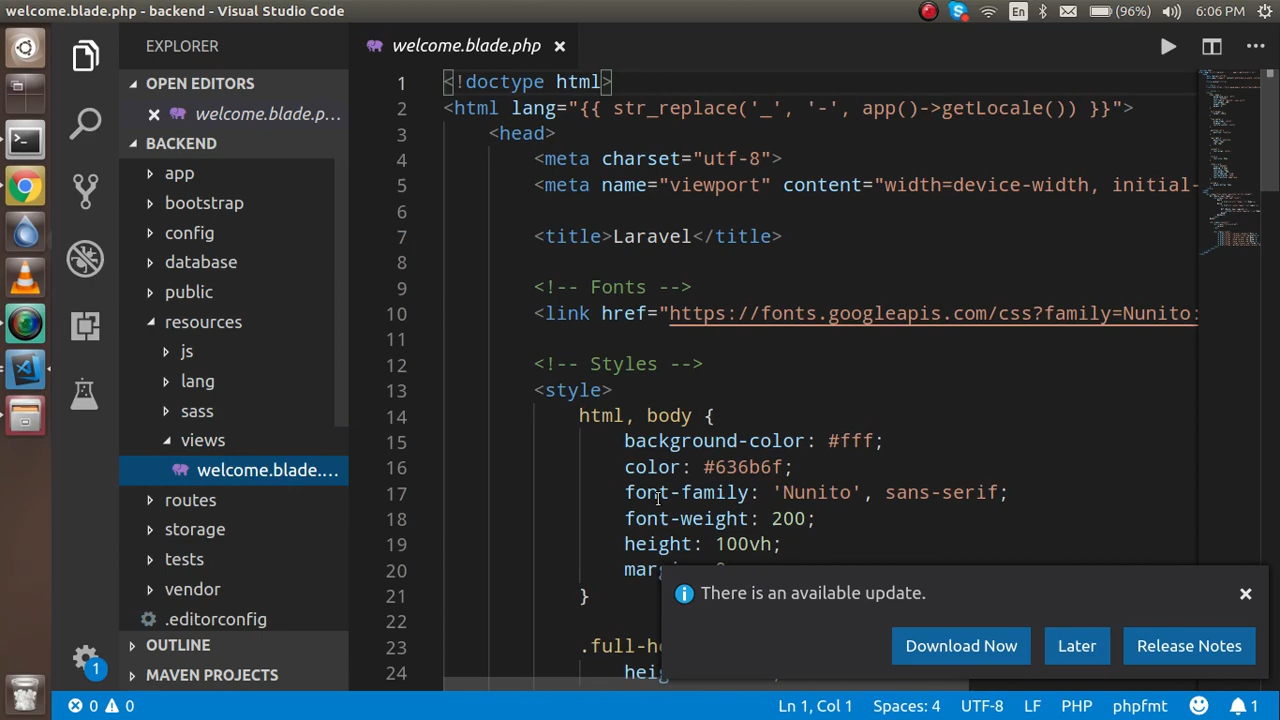 welcome.blade.php - backend - Visual Studio Code
En
(96%)
6:06 PM
EXPLORER
OPEN EDITORS
welcome.blade.p...
BACKEND
app
bootstrap
config
database
public
resources
js
lang
sass
views
welcome.blade....
routes
storage
tests
vendor
.editorconfig
OUTLINE
MAVEN PROJECTS
1
welcome.blade.php
1 <!doctype html>
2 <html lang="{{ str_replace('_', '-', app()->getLocale()) }}">
3 <head>
4 <meta charset="utf-8">
5 <meta name="viewport" content="width=device-width, initial-
6
7 <title>Laravel</title>
8
9 <!-- Fonts -->
10 <link href="https://fonts.googleapis.com/css?family=Nunito:
11
12 <!-- Styles -->
13 <style>
14 html, body {
15 background-color: #fff;
16 color: #636b6f;
17 font-family: 'Nunito', sans-serif;
18 font-weight: 200;
19 height: 100vh;
20
21 }
22
23
24
There is an available update.
Download Now
Later
Release Notes
0 0
Ln 1, Col 1
Spaces: 4
UTF-8
LF
PHP
phpfmt
1